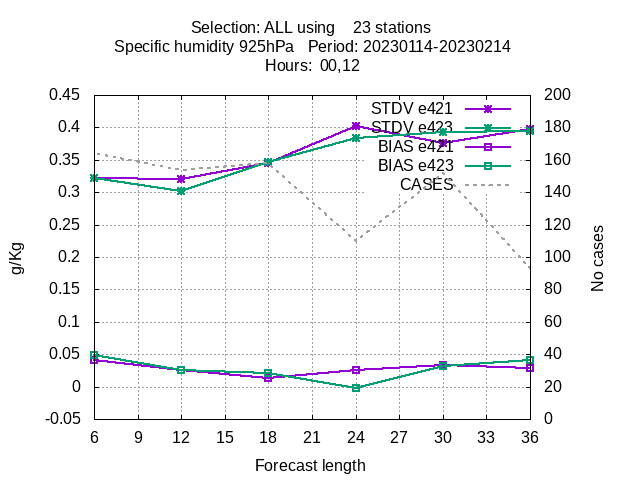 Selection: ALL using    23 stations
Specific humidity 925hPa   Period: 20230114-20230214
Hours:  00,12
0.45
0.4
0.35
0.3
0.25
0.2
0.15
0.1
0.05
0
-0.05
g/Kg
STDV e421
STDV e423
BIAS e421
BIAS e423
CASES
200
180
160
140
120
100
80
60
40
20
0
No cases
6 9 12 15 18 21 24 27 30 33 36
Forecast length